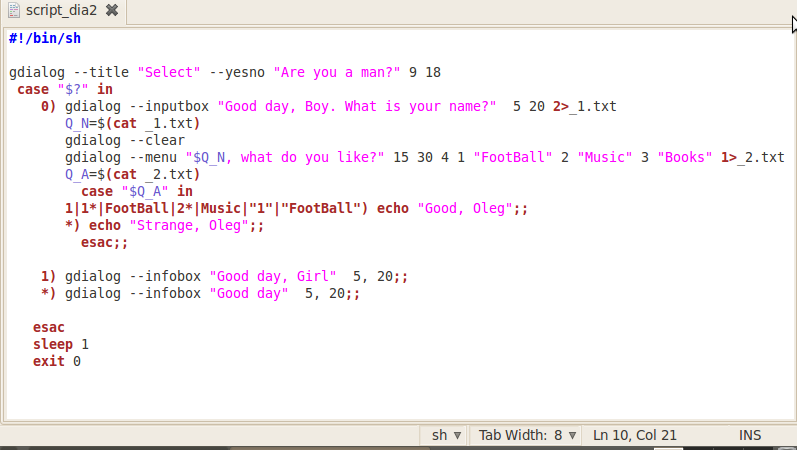 script_dia2
#!/bin/sh
gdialog --title "Select" --yesno "Are you a man?" 9 18
case "$?" in
0) gdialog --inputbox "Good day, Boy. What is your name?"  5 20 2>_1.txt
Q_N=$(cat _1.txt)
gdialog --clear
gdialog --menu "$Q_N, what do you like?" 15 30 4 1 "FootBall" 2 "Music" 3 "Books" 1>_2.txt
Q_A=$(cat _2.txt)
case "$Q_A" in
1|1*|FootBall|2*|Music|"1"|"FootBall") echo "Good, Oleg";;
*) echo "Strange, Oleg";;
esac;;
1) gdialog --infobox "Good day, Girl"  5, 20;;
*) gdialog --infobox "Good day"  5, 20;;
esac
sleep 1
exit 0
sh Tab Width: 8 Ln 10, Col 21 INS